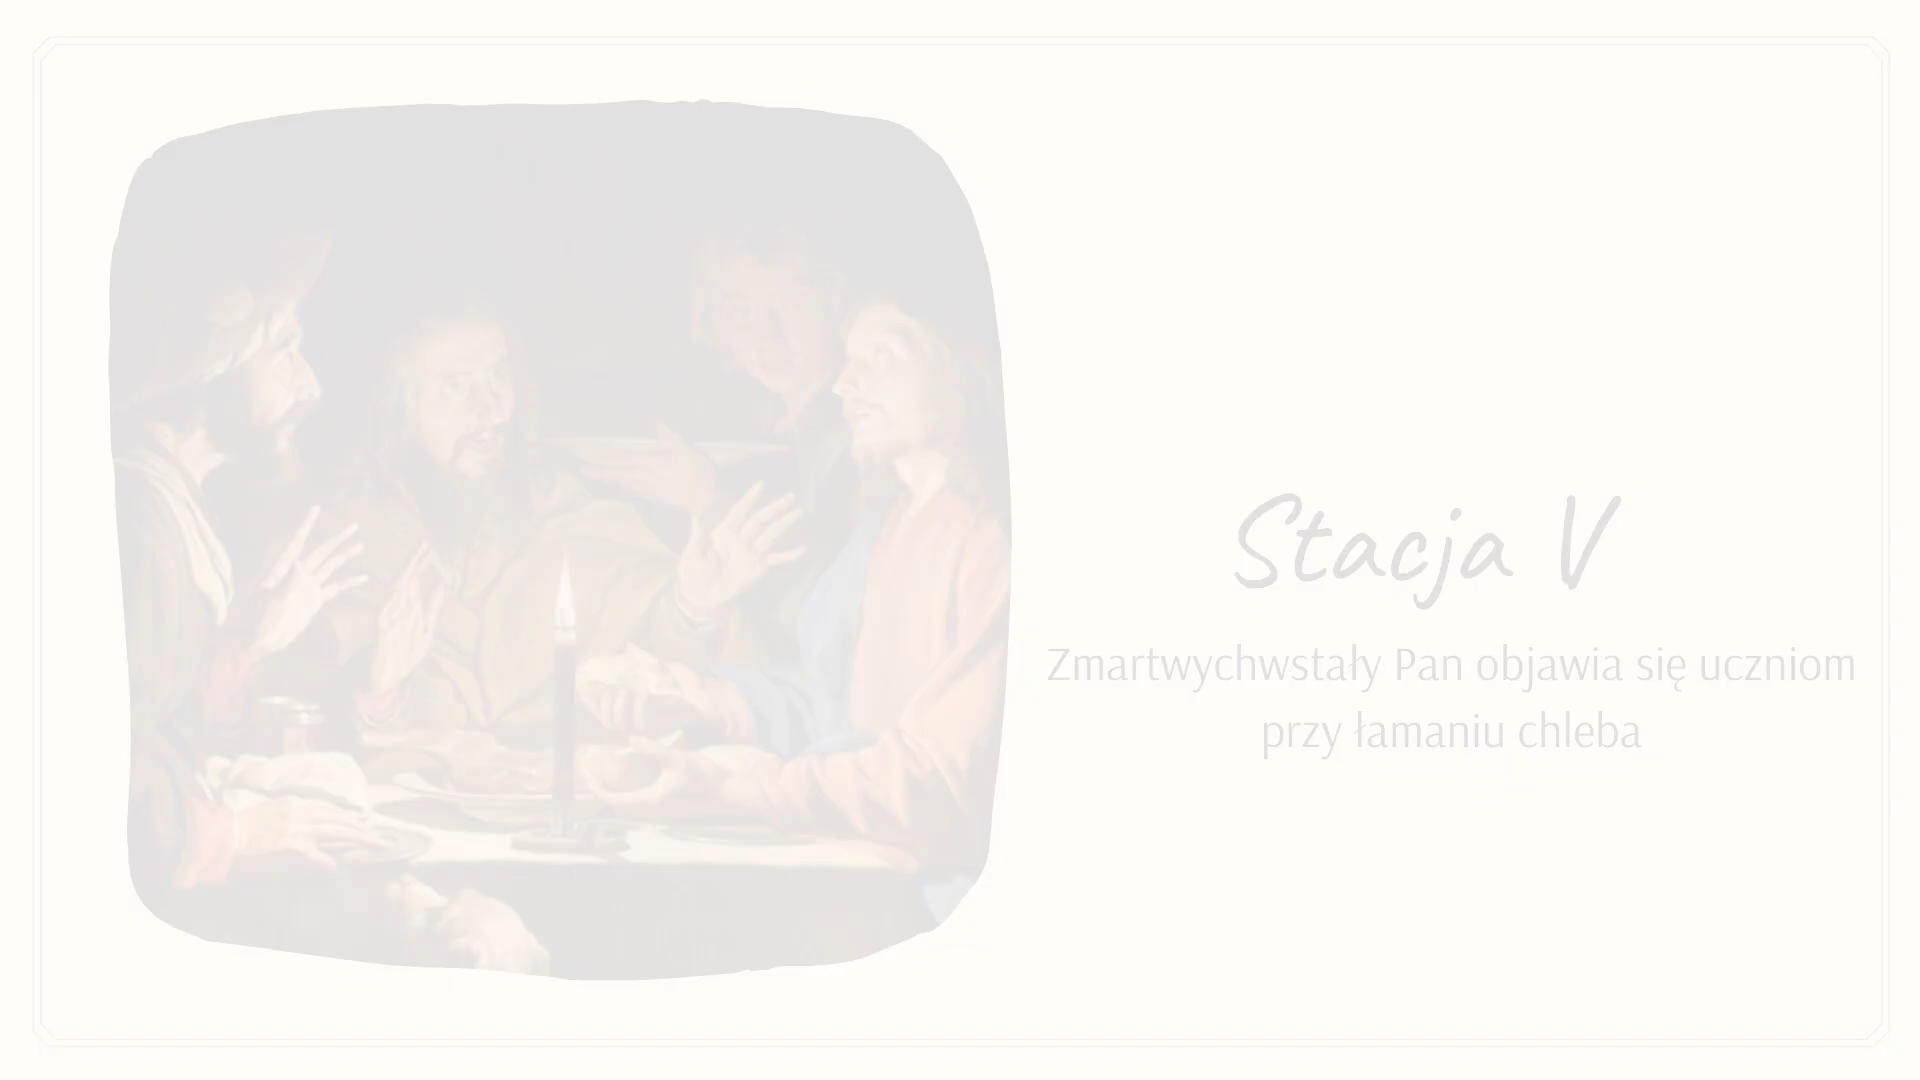 Stacja V
Zmartwychwstały Pan objawia się uczniom
przy łamaniu chleba